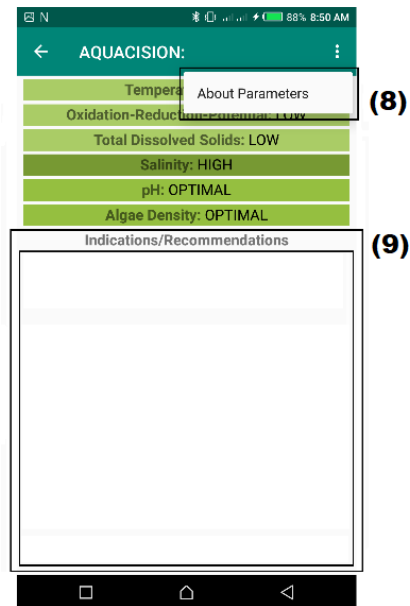 N 88% 8:50 AM
AQUACISION:
Tempera
About Parameters
(8)
Oxidation-Reduction-Potential: LOW
Total Dissolved Solids: LOW
Salinity: HIGH
pH: OPTIMAL
Algae Density: OPTIMAL
Indications/Recommendations
(9)